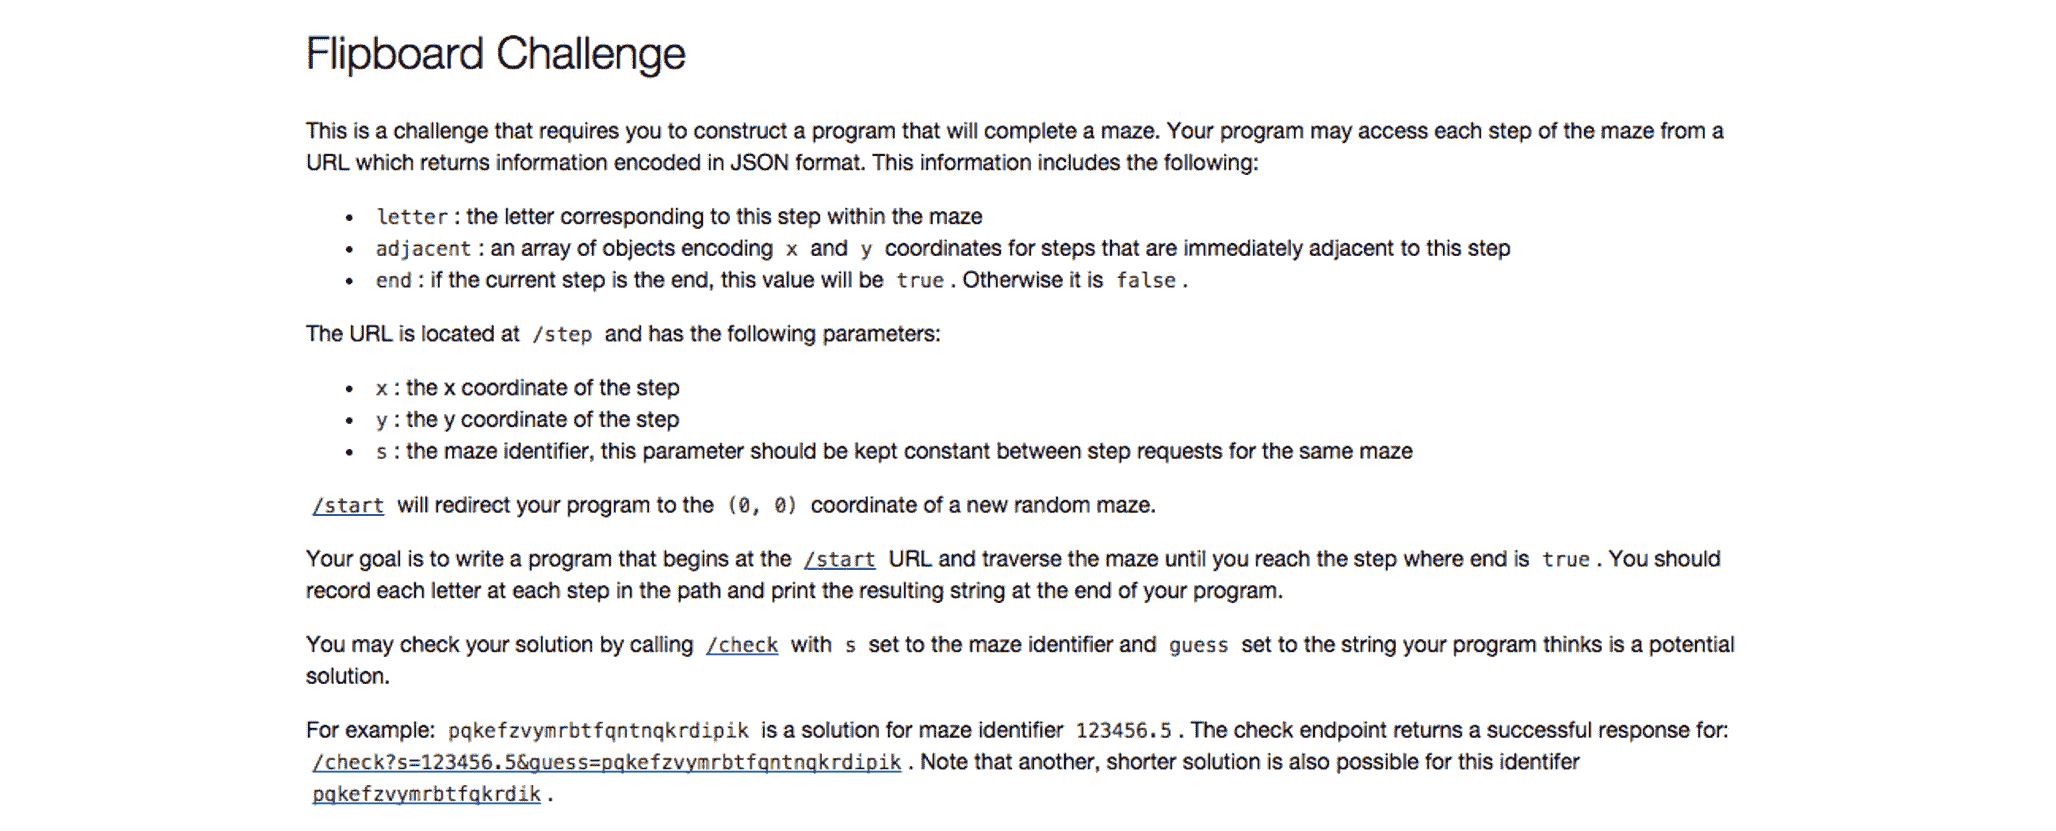 Flipboard Challenge
This is a challenge that requires you to construct a program that will complete a maze. Your program may access each step of the maze from a
URL which returns information encoded in JSON format. This information includes the following:
• letter : the letter corresponding to this step within the maze
• adjacent : an array of objects encoding x and y coordinates for steps that are immediately adjacent to this step
• end : if the current step is the end, this value will be true . Otherwise it is false .
The URL is located at /step and has the following parameters:
• x : the x coordinate of the step
• y : the y coordinate of the step
• s : the maze identifier, this parameter should be kept constant between step requests for the same maze
/start will redirect your program to the (0, 0) coordinate of a new random maze.
Your goal is to write a program that begins at the /start URL and traverse the maze until you reach the step where end is true . You should
record each letter at each step in the path and print the resulting string at the end of your program.
You may check your solution by calling /check with s set to the maze identifier and guess set to the string your program thinks is a potential
solution.
For example: pqkefzvymrbtfqntnqkrdipik is a solution for maze identifier 123456.5 . The check endpoint returns a successful response for:
/check?s=123456.5&guess=pqkefzvymrbtfqntnqkrdipik . Note that another, shorter solution is also possible for this identifer
pqkefzvymrbtfqkrdik .